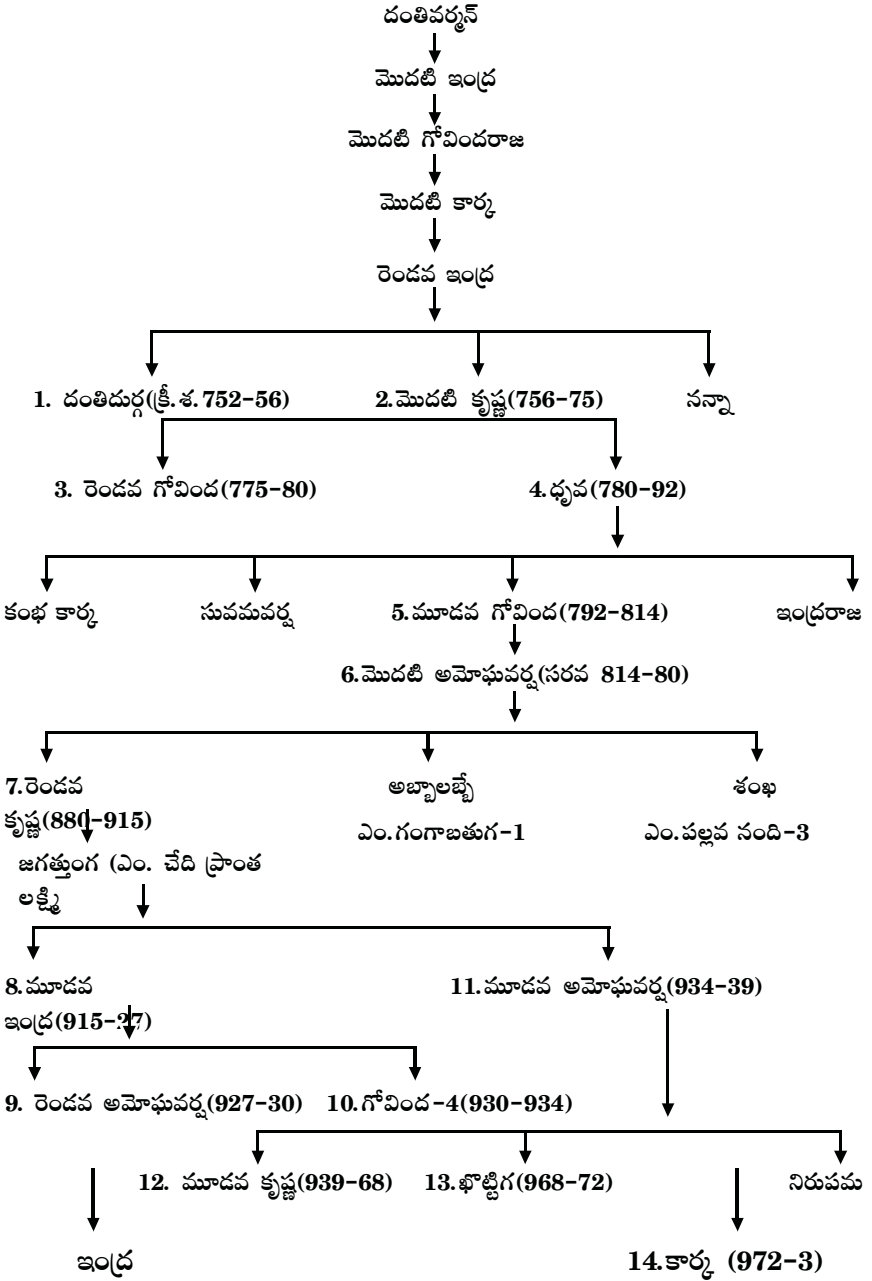 దంతివర్మన్
మొదటి ఇంద్ర
మొదటి గోవిందరాజ
మొదటి కార్క
రెండవ ఇంద్ర
1. దంతిదుర్గ(క్రీ.శ.752-56) 2.మొదటి కృష్ణ(756-75) నన్నా
3. రెండవ గోవింద(775-80) 4.ధృవ(780-92)
కంభ కార్క సువమవర్ష 5.మూడవ గోవింద(792-814) ఇంద్రరాజ
6.మొదటి అమోఘవర్ష(సరవ 814-80)
7.రెండవ అబ్బాలబ్బే శంఖ
కృష్ణ(880-915) ఎం.గంగాబతుగ-1 ఎం.పల్లవ నంది-3
జగత్తుంగ (ఎం. చేది ప్రాంత
లక్ష్మి
8.మూడవ 11.మూడవ అమోఘవర్ష(934-39)
ఇంద్ర(915-27)
9. రెండవ అమోఘవర్ష(927-30) 10.గోవింద-4(930-934)
12. మూడవ కృష్ణ(939-68) 13.ఖొట్టిగ(968-72) నిరుపమ
ఇంద్ర 14.కార్క (972-3)